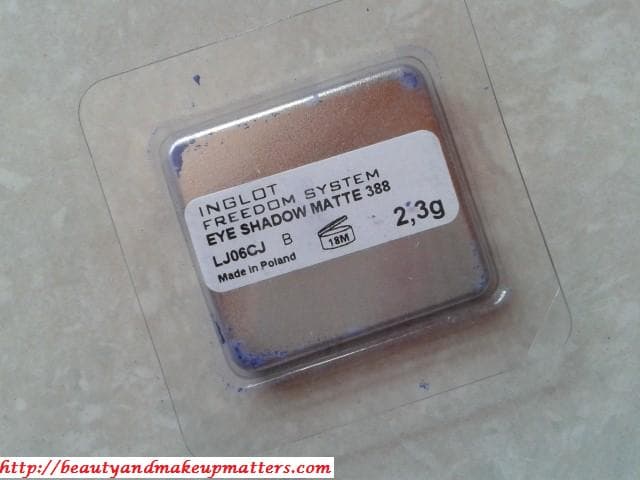 INGLOT
FREEDOM SYSTEM
EYE SHADOW MATTE 388
LJ06CJ B 18M 2,3g
Made in Poland
http://beautyandmakeupmatters.com